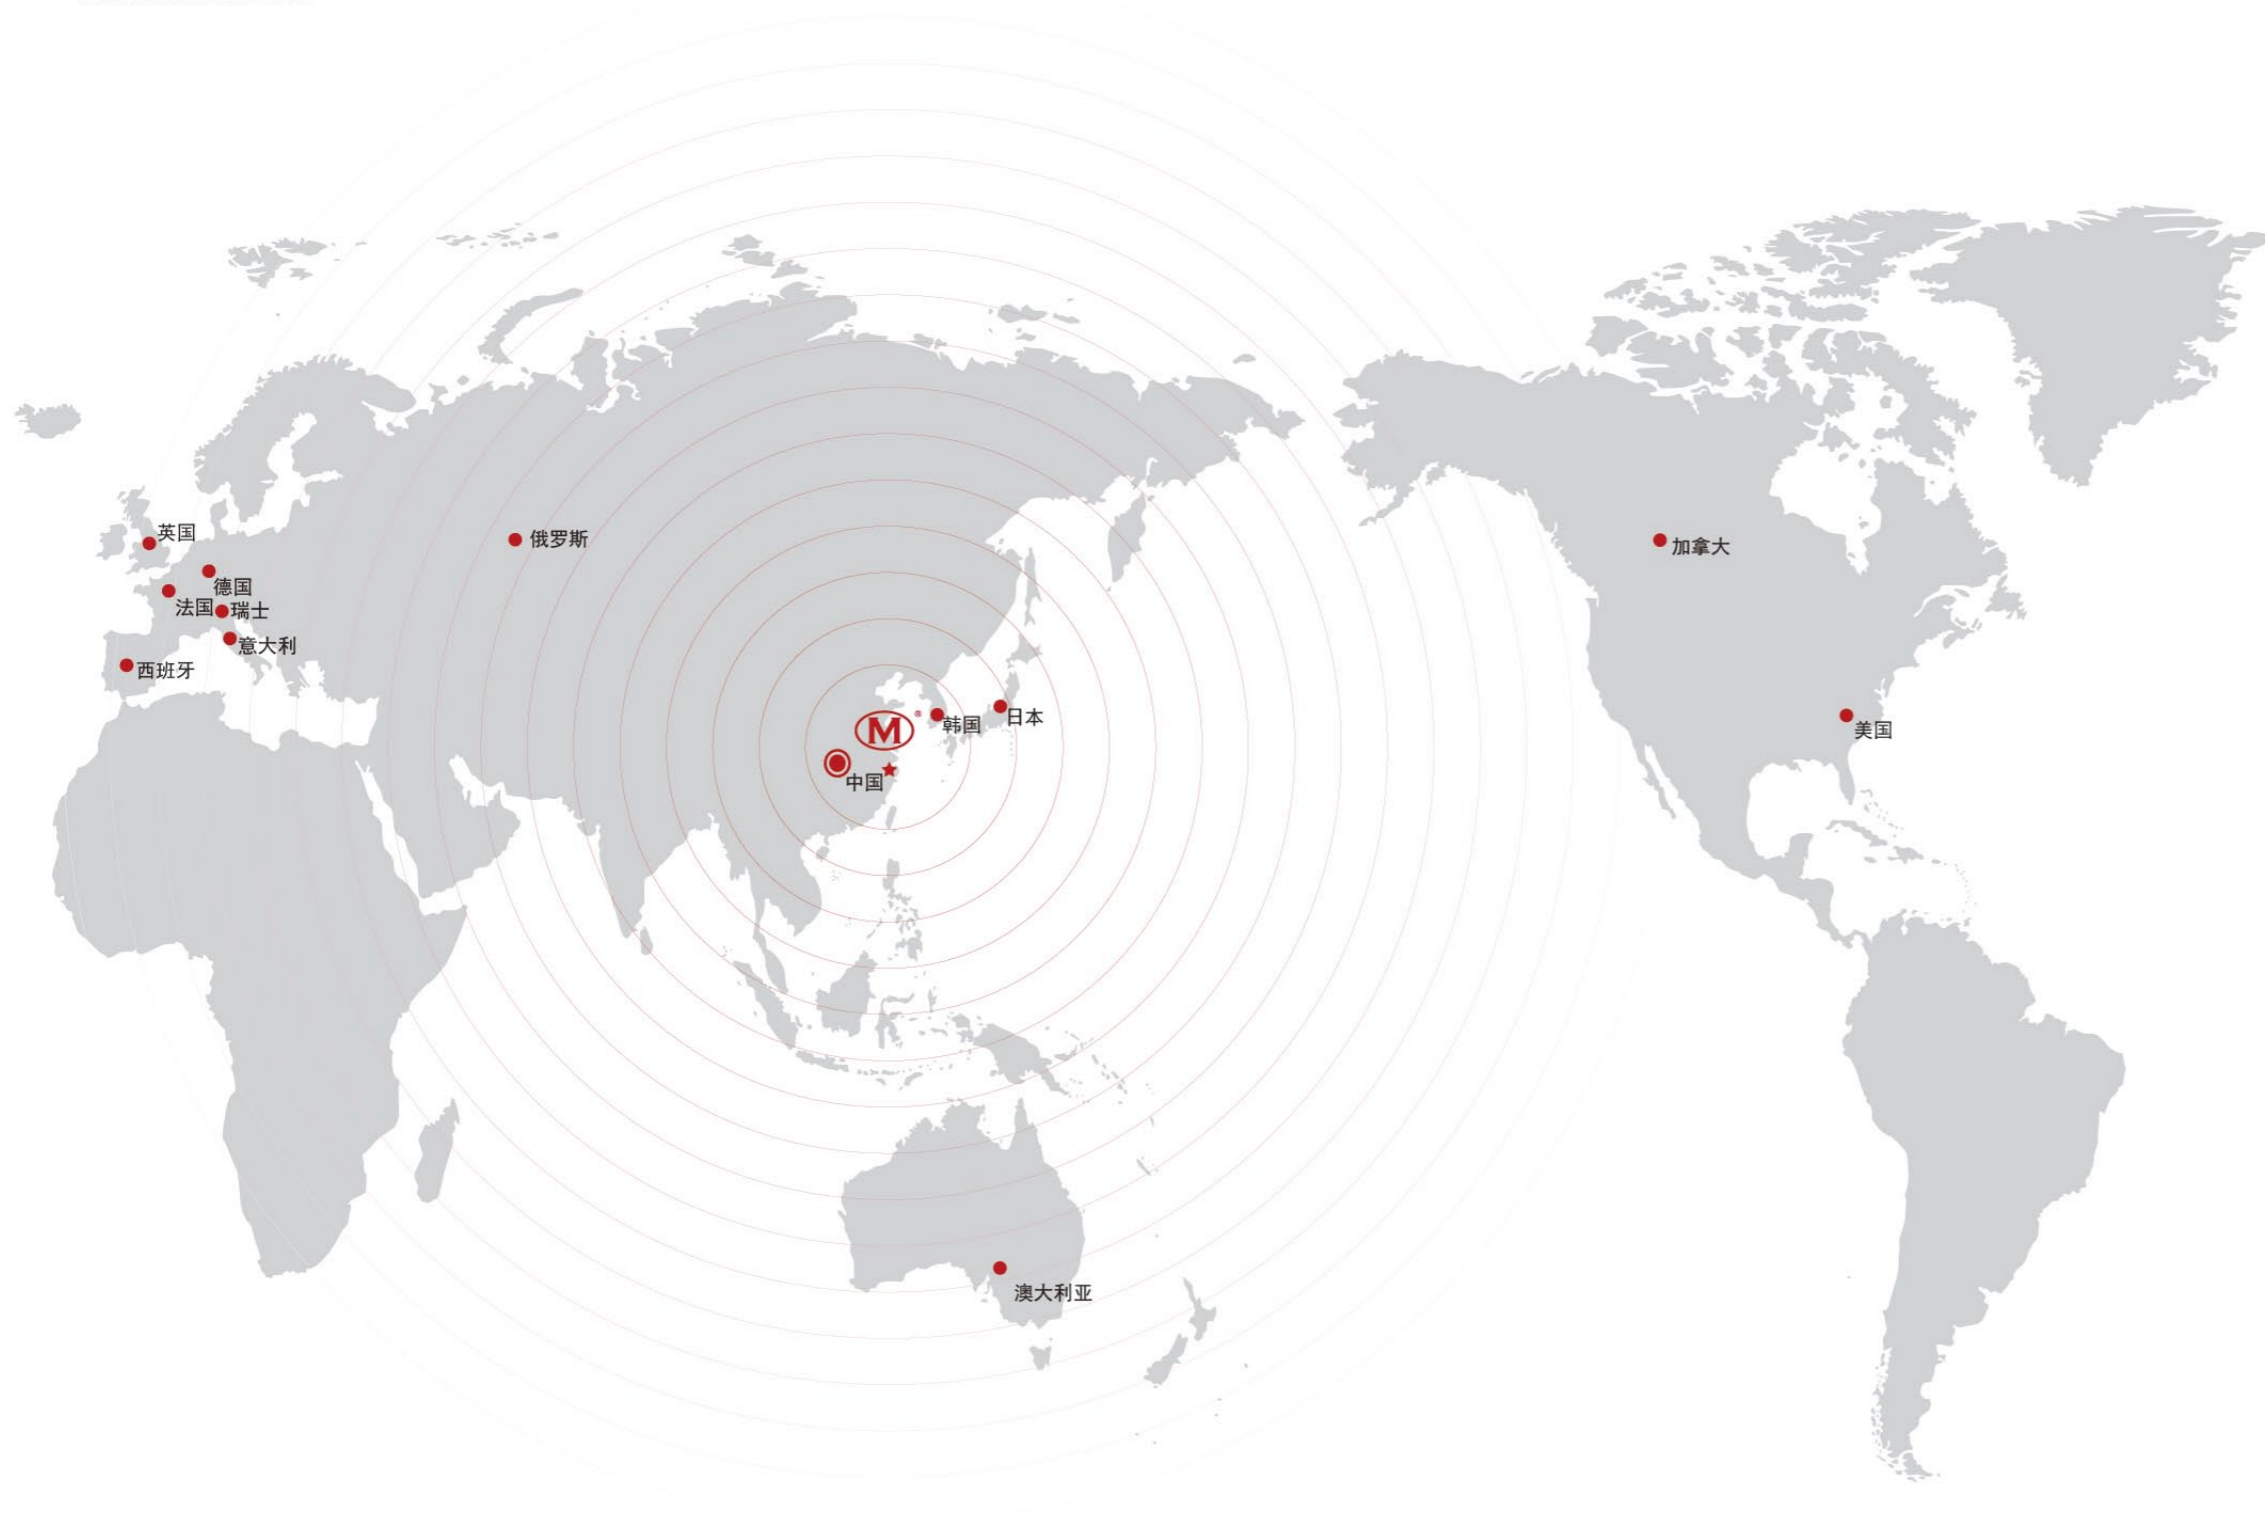 英国
俄罗斯
加拿大
德国
法国
瑞士
意大利
西班牙
韩国
日本
美国
M®
中国
澳大利亚